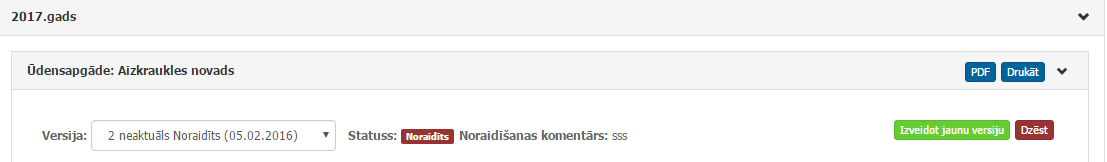 2017.gads
Ūdensapgāde: Aizkraukles novads PDF Drukāt
Versija: 2 neaktuāls Noraidīts (05.02.2016) Statuss: Noraidīts Noraidīšanas komentārs: sss Izveidot jaunu versiju Dzēst